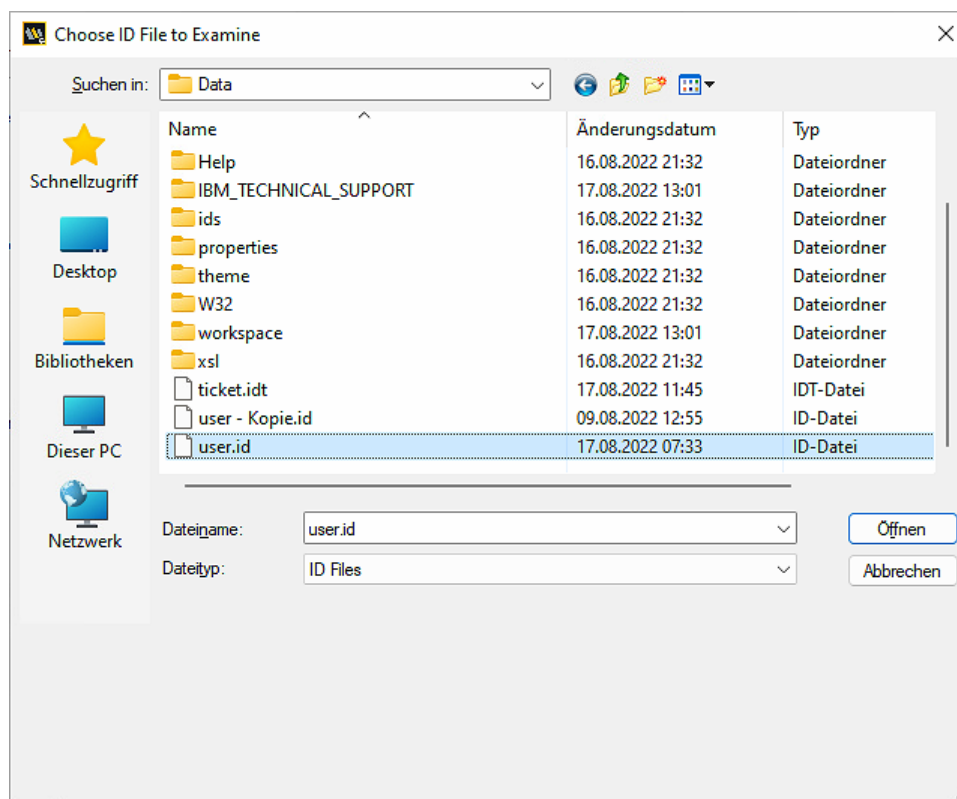 Choose ID File to Examine
Suchen in: Data
Name Änderungsdatum Typ
Help 16.08.2022 21:32 Dateiordner
IBM_TECHNICAL_SUPPORT 17.08.2022 13:01 Dateiordner
ids 16.08.2022 21:32 Dateiordner
properties 16.08.2022 21:32 Dateiordner
theme 16.08.2022 21:32 Dateiordner
W32 16.08.2022 21:32 Dateiordner
workspace 17.08.2022 13:01 Dateiordner
xsl 16.08.2022 21:32 Dateiordner
ticket.idt 17.08.2022 11:45 IDT-Datei
user - Kopie.id 09.08.2022 12:55 ID-Datei
user.id 17.08.2022 07:33 ID-Datei
Schnellzugriff
Desktop
Bibliotheken
Dieser PC
Netzwerk
Dateiname: user.id Öffnen
Dateityp: ID Files Abbrechen